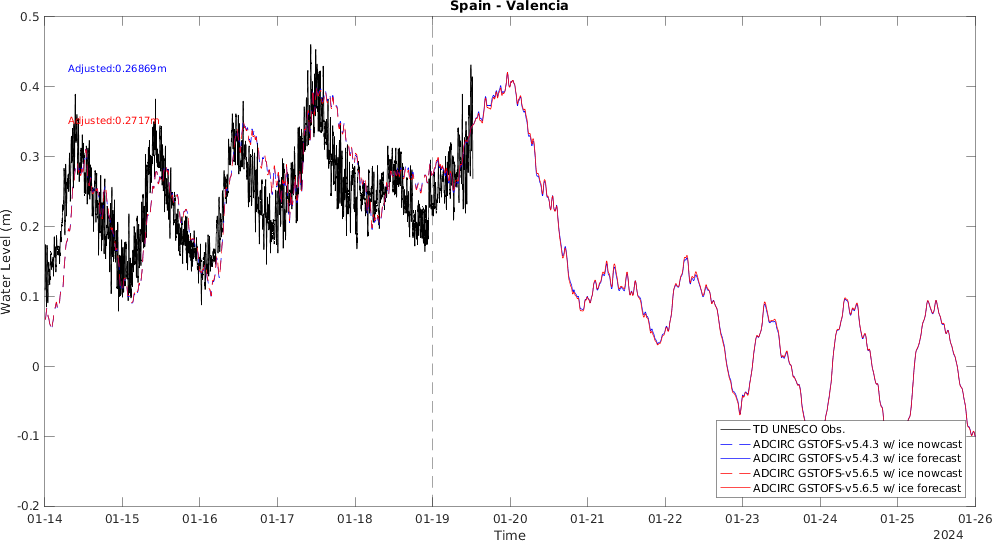 Spain - Valencia
0.5
0.4
0.3
0.2
0.1
0
-0.1
-0.2
Water Level (m)
Adjusted:0.26869m
Adjusted:0.2717m
TD UNESCO Obs.
ADCIRC GSTOFS-v5.4.3 w/ ice nowcast
ADCIRC GSTOFS-v5.4.3 w/ ice forecast
ADCIRC GSTOFS-v5.6.5 w/ ice nowcast
ADCIRC GSTOFS-v5.6.5 w/ ice forecast
01-14 01-15 01-16 01-17 01-18 01-19 01-20 01-21 01-22 01-23 01-24 01-25 01-26
Time
2024